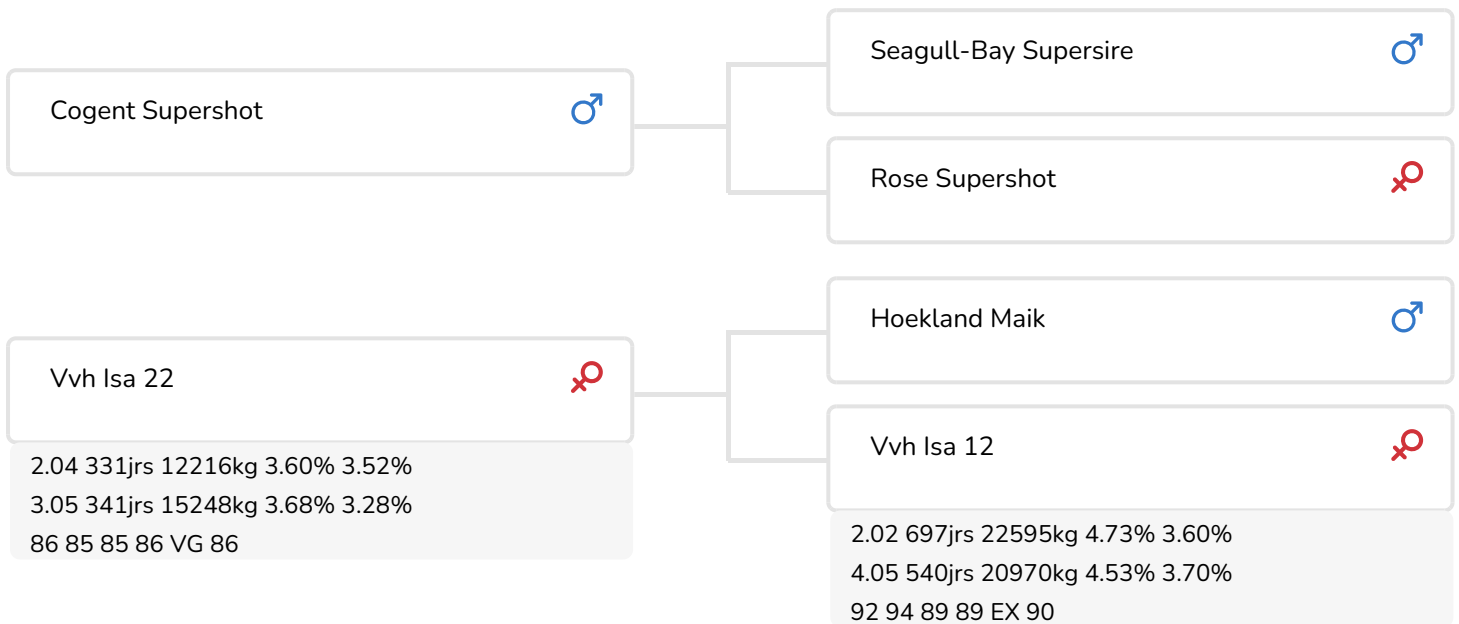 Cogent Supershot
Seagull-Bay Supersire
Rose Supershot
Vvh Isa 22
2.04 331jrs 12216kg 3.60% 3.52%
3.05 341jrs 15248kg 3.68% 3.28%
86 85 85 86 VG 86
Hoekland Maik
Vvh Isa 12
2.02 697jrs 22595kg 4.73% 3.60%
4.05 540jrs 20970kg 4.53% 3.70%
92 94 89 89 EX 90